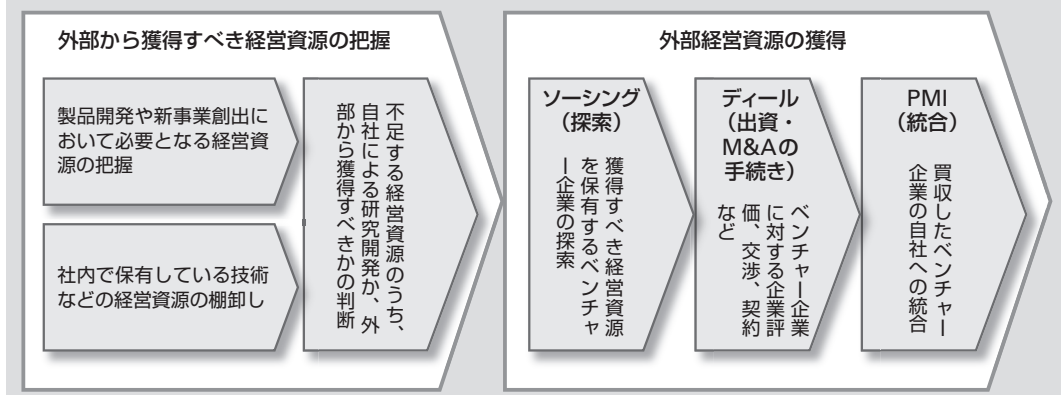 外部から獲得すべき経営資源の把握
製品開発や新事業創出に
おいて必要となる経営資
源の把握
社内で保有している技術
などの経営資源の棚卸し
不足する経営資源のうち、
自社による研究開発か、外
部から獲得すべきかの判断
外部経営資源の獲得
ソーシング
（探索）
獲得すべき経営資源
を保有するベンチャ
ー企業の探索
ディール
（出資・
M&Aの
手続き）
ベンチャー企業
に対する企業評
価、交渉、契約
など
PMI
（統合）
買収したベンチャー
企業の自社への統合